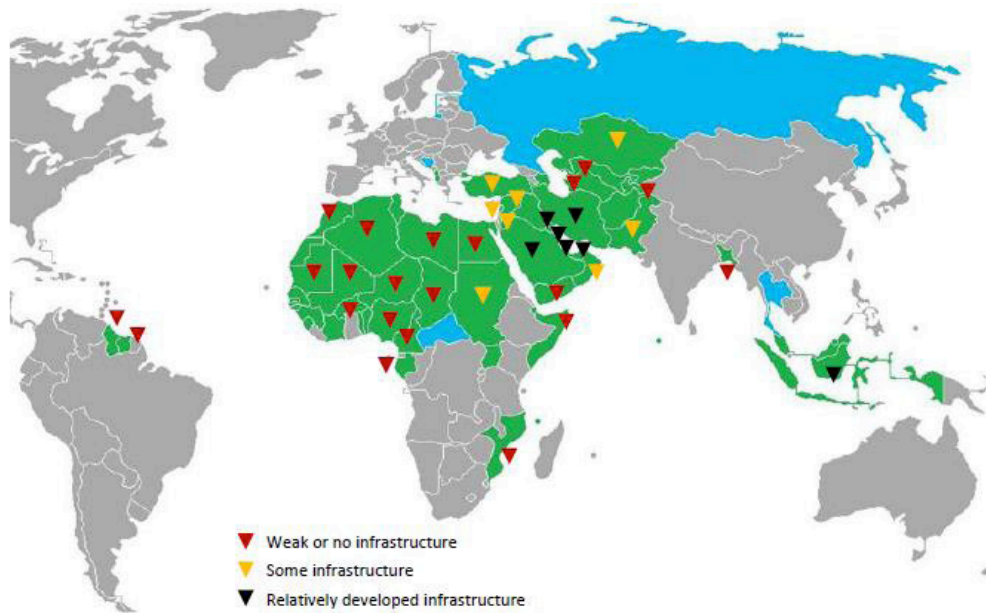 Weak or no infrastructure
Some infrastructure
Relatively developed infrastructure